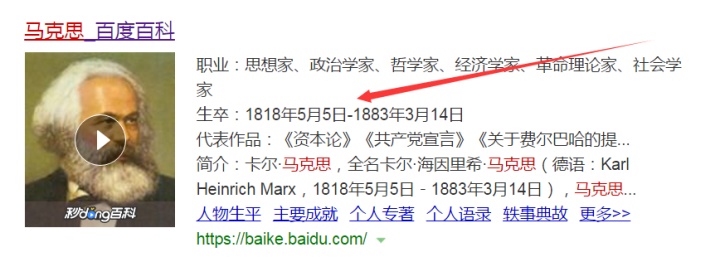 马克思_百度百科
职业：思想家、政治学家、哲学家、经济学家、革命理论家、社会学
家
生卒：1818年5月5日-1883年3月14日
代表作品：《资本论》《共产党宣言》《关于费尔巴哈的提...
简介：卡尔·马克思，全名卡尔·海因里希·马克思（德语：Karl
Heinrich Marx，1818年5月5日 - 1883年3月14日），马克思...
人物生平 主要成就 个人专著 个人语录 轶事典故 更多>>
https://baike.baidu.com/
秒dǒng百科